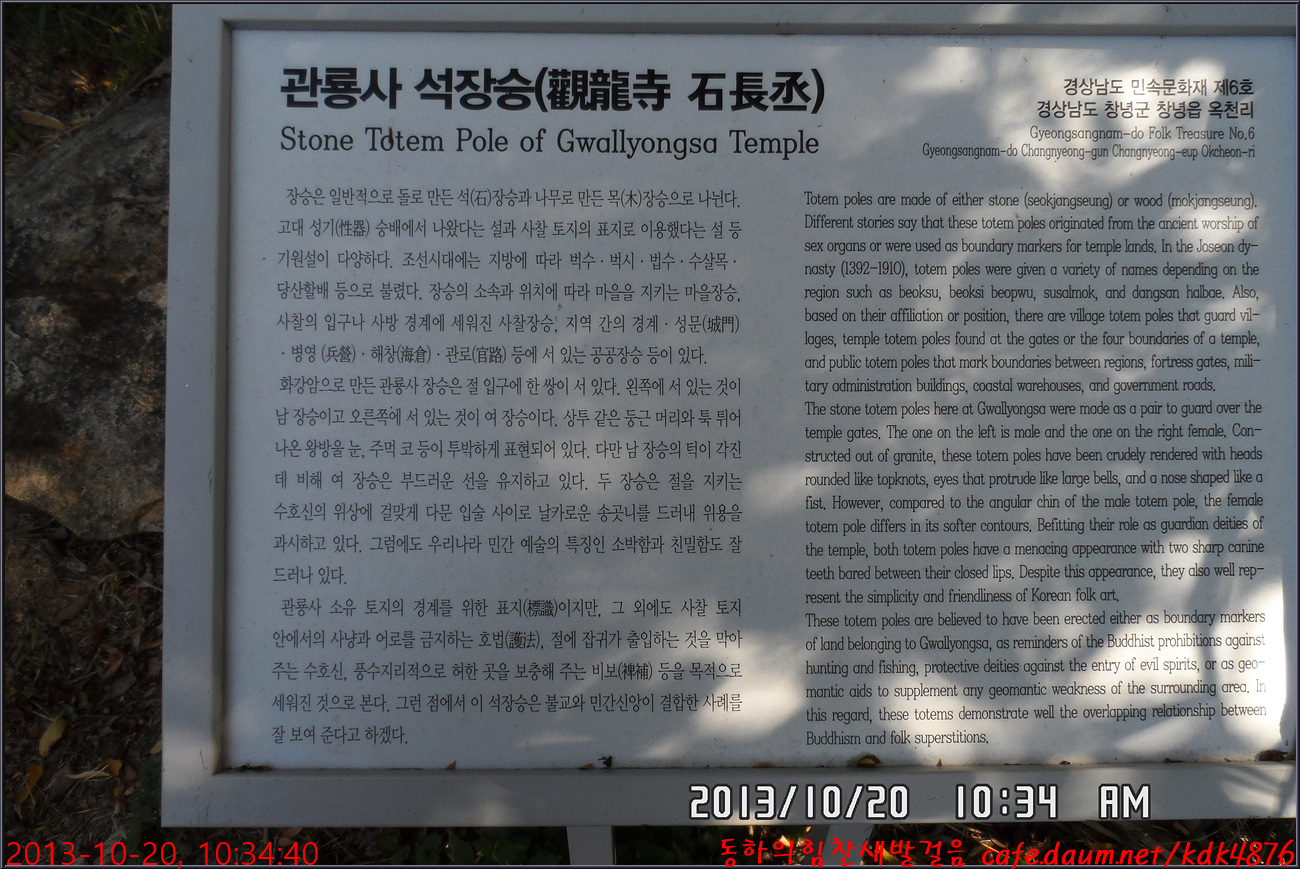 관룡사 석장승(觀龍寺 石長丞)
Stone Totem Pole of Gwallyongsa Temple
경상남도 민속문화재 제6호
경상남도 창녕군 창녕읍 옥천리
Gyeongsangnam-do Folk Treasure No.6
Gyeongsangnam-do Changnyeong-gun Changnyeong-eup Okcheon-ri
장승은 일반적으로 돌로 만든 석(石)장승과 나무로 만든 목(木)장승으로 나뉜다.
고대 성기(性器) 숭배에서 나왔다는 설과 사찰 토지의 표지로 이용했다는 설 등
기원설이 다양하다. 조선시대에는 지방에 따라 벅수 · 벅시 · 법수 · 수살목 ·
당산할배 등으로 불렸다. 장승의 소속과 위치에 따라 마을을 지키는 마을장승,
사찰의 입구나 사방 경계에 세워진 사찰장승, 지역 간의 경계 · 성문(城門)
· 병영 (兵營) · 해창(海倉) · 관로(官路) 등에 서 있는 공공장승 등이 있다.
화강암으로 만든 관룡사 장승은 절 입구에 한 쌍이 서 있다. 왼쪽에 서 있는 것이
남 장승이고 오른쪽에 서 있는 것이 여 장승이다. 상투 같은 둥근 머리와 툭 튀어
나온 왕방울 눈, 주먹 코 등이 투박하게 표현되어 있다. 다만 남 장승의 턱이 각진
데 비해 여 장승은 부드러운 선을 유지하고 있다. 두 장승은 절을 지키는
수호신의 위상에 걸맞게 다문 입술 사이로 날카로운 송곳니를 드러내 위용을
과시하고 있다. 그럼에도 우리나라 민간 예술의 특징인 소박함과 친밀함도 잘
드러나 있다.
관룡사 소유 토지의 경계를 위한 표지(標識)이지만, 그 외에도 사찰 토지
안에서의 사냥과 어로를 금지하는 호법(護法), 절에 잡귀가 출입하는 것을 막아
주는 수호신, 풍수지리적으로 허한 곳을 보충해 주는 비보(裨補) 등을 목적으로
세워진 것으로 본다. 그런 점에서 이 석장승은 불교와 민간신앙이 결합한 사례를
잘 보여 준다고 하겠다.
Totem poles are made of either stone (seokjangseung) or wood (mokjangseung).
Different stories say that these totem poles originated from the ancient worship of
sex organs or were used as boundary markers for temple lands. In the Joseon dy-
nasty (1392-1910), totem poles were given a variety of names depending on the
region such as beoksu, beoksi beopwu, susalmok, and dangsan halbae. Also,
based on their affiliation or position, there are village totem poles that guard vil-
lages, temple totem poles found at the gates or the four boundaries of a temple,
and public totem poles that mark boundaries between regions, fortress gates, mili-
tary administration buildings, coastal warehouses, and government roads.
The stone totem poles here at Gwallyongsa were made as a pair to guard over the
temple gates. The one on the left is male and the one on the right female. Con-
structed out of granite, these totem poles have been crudely rendered with heads
rounded like topknots, eyes that protrude like large bells, and a nose shaped like a
fist. However, compared to the angular chin of the male totem pole, the female
totem pole differs in its softer contours. Befitting their role as guardian deities of
the temple, both totem poles have a menacing appearance with two sharp canine
teeth bared between their closed lips. Despite this appearance, they also well rep-
resent the simplicity and friendliness of Korean folk art.
These totem poles are believed to have been erected either as boundary markers
of land belonging to Gwallyongsa, as reminders of the Buddhist prohibitions against
hunting and fishing, protective deities against the entry of evil spirits, or as geo-
mantic aids to supplement any geomantic weakness of the surrounding area. In
this regard, these totems demonstrate well the overlapping relationship between
Buddhism and folk superstitions.
2013/10/20 10:34 AM
2013-10-20, 10:34:40
동하의힘찬새발걸음 cafe.daum.net/kdk4876